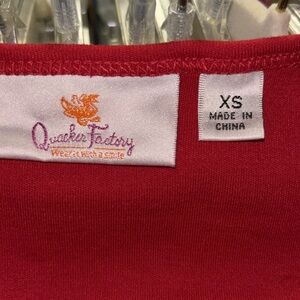 Quacker Factory
Wear it with a smile
XS
MADE IN
CHINA